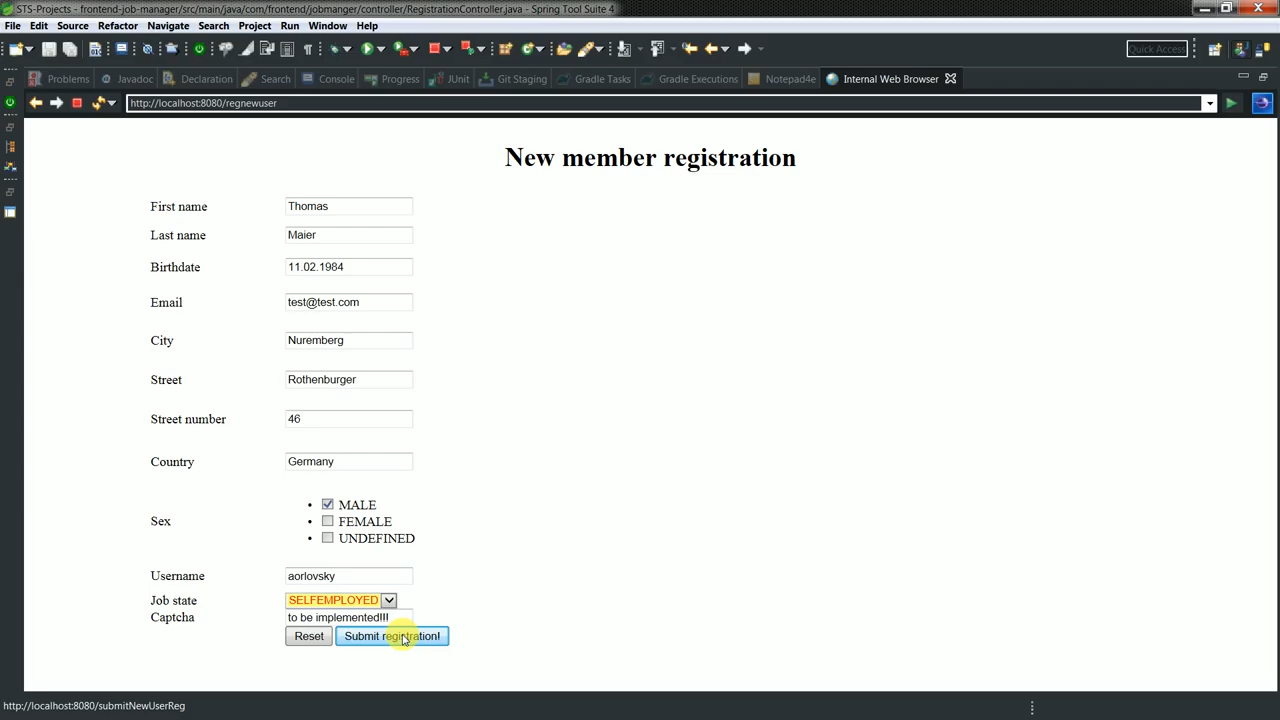 STS-Projects - frontend-job-manager/src/main/java/com/frontend/jobmanger/controller/RegistrationController.java - Spring Tool Suite 4
File Edit Source Refactor Navigate Search Project Run Window Help
Quick Access
Problems Javadoc Declaration Search Console Progress JUnit Git Staging Gradle Tasks Gradle Executions Notepad4e Internal Web Browser
http://localhost:8080/regnewuser
New member registration
First name Thomas
Last name Maier
Birthdate 11.02.1984
Email test@test.com
City Nuremberg
Street Rothenburger
Street number 46
Country Germany
Sex
• MALE
• FEMALE
• UNDEFINED
Username aorlovsky
Job state SELFEMPLOYED
Captcha to be implemented!!!
Reset Submit registration!
http://localhost:8080/submitNewUserReg